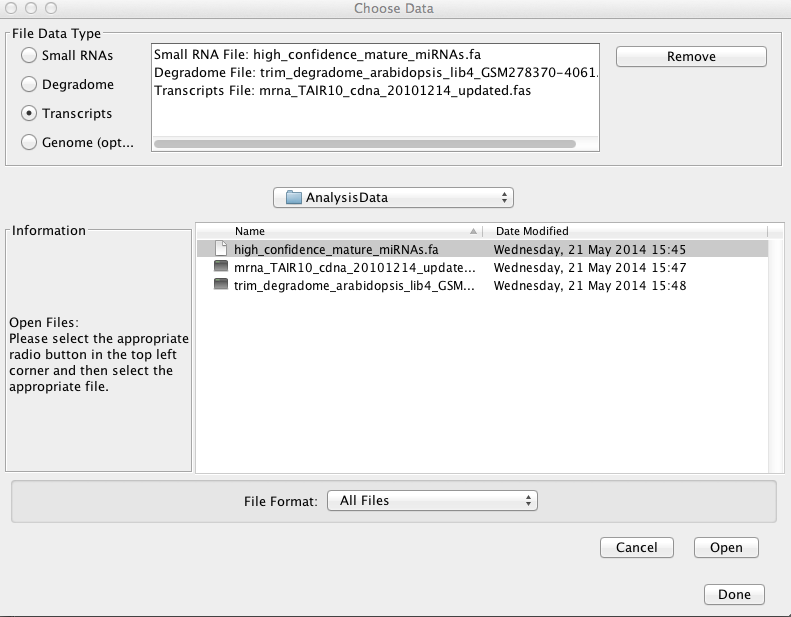 Choose Data
File Data Type
Small RNAs
Degradome
Transcripts
Genome (opt...
Small RNA File: high_confidence_mature_miRNAs.fa
Degradome File: trim_degradome_arabidopsis_lib4_GSM278370-4061.
Transcripts File: mrna_TAIR10_cdna_20101214_updated.fas
Remove
AnalysisData
Information
Open Files:
Please select the appropriate
radio button in the top left
corner and then select the
appropriate file.
Name Date Modified
high_confidence_mature_miRNAs.fa Wednesday, 21 May 2014 15:45
mrna_TAIR10_cdna_20101214_update... Wednesday, 21 May 2014 15:47
trim_degradome_arabidopsis_lib4_GSM... Wednesday, 21 May 2014 15:48
File Format: All Files
Cancel Open
Done